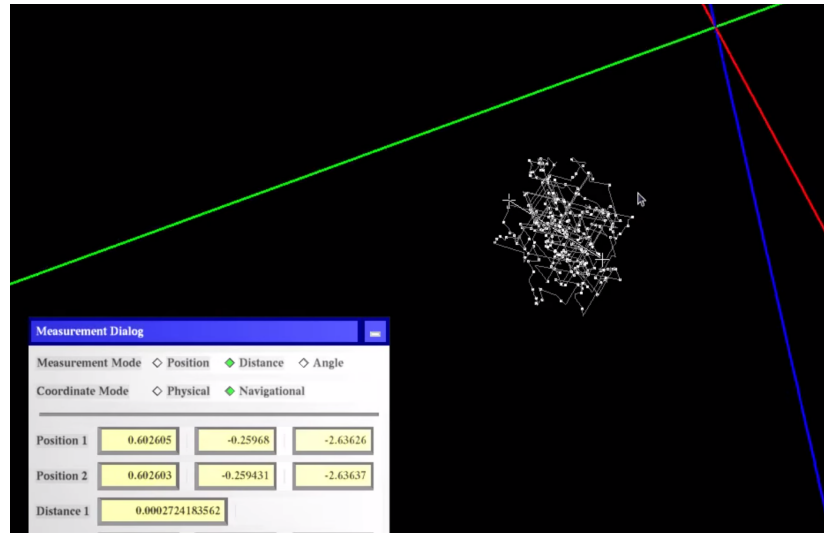 Measurement Dialog
Measurement Mode Position Distance Angle
Coordinate Mode Physical Navigational
Position 1 0.602605 -0.25968 -2.63626
Position 2 0.602603 -0.259431 -2.63637
Distance 1 0.0002724183562